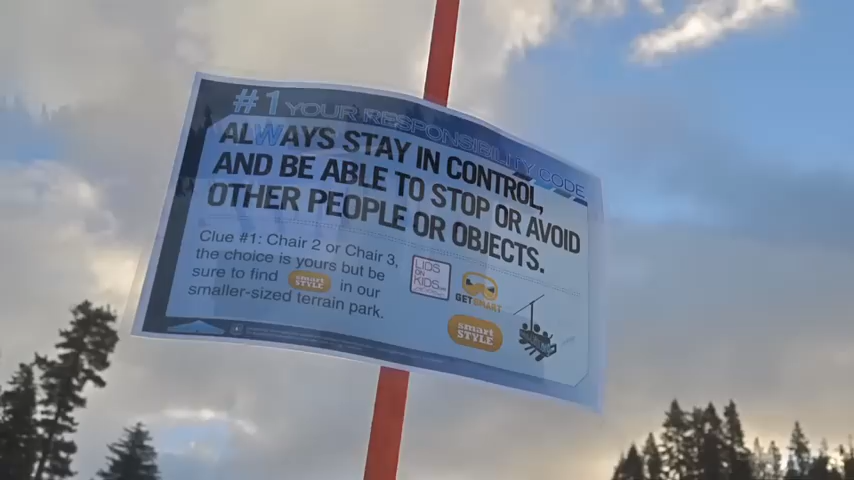 #1 YOUR RESPONSIBILITY CODE
ALWAYS STAY IN CONTROL,
AND BE ABLE TO STOP OR AVOID
OTHER PEOPLE OR OBJECTS.
Clue #1: Chair 2 or Chair 3,
the choice is yours but be
sure to find smart STYLE in our
smaller-sized terrain park.
LIDS
ON
KIDS
GET SMART
smart
STYLE